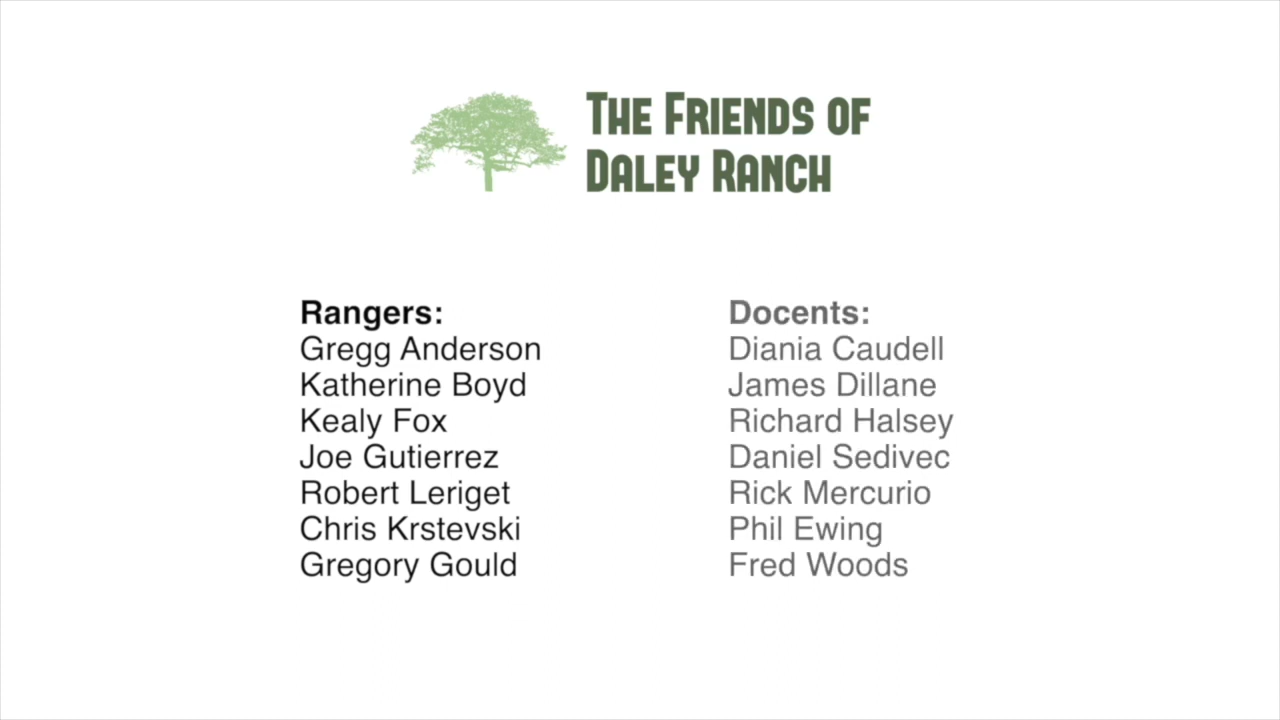 The Friends of
Daley Ranch
Rangers:
Gregg Anderson
Katherine Boyd
Kealy Fox
Joe Gutierrez
Robert Leriget
Chris Krstevski
Gregory Gould
Docents:
Diania Caudell
James Dillane
Richard Halsey
Daniel Sedivec
Rick Mercurio
Phil Ewing
Fred Woods